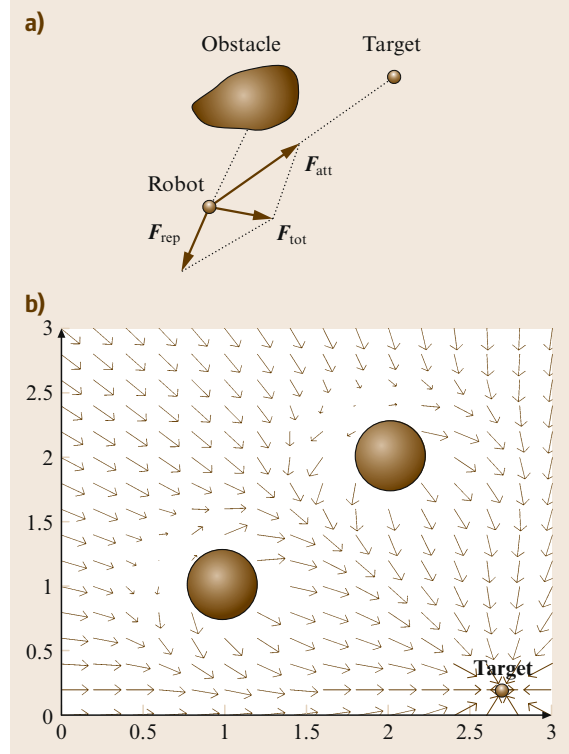 a)
Obstacle
Target
F_att
Robot
F_rep
F_tot
b)
3
2.5
2
1.5
1
0.5
0
Target
0 0.5 1 1.5 2 2.5 3